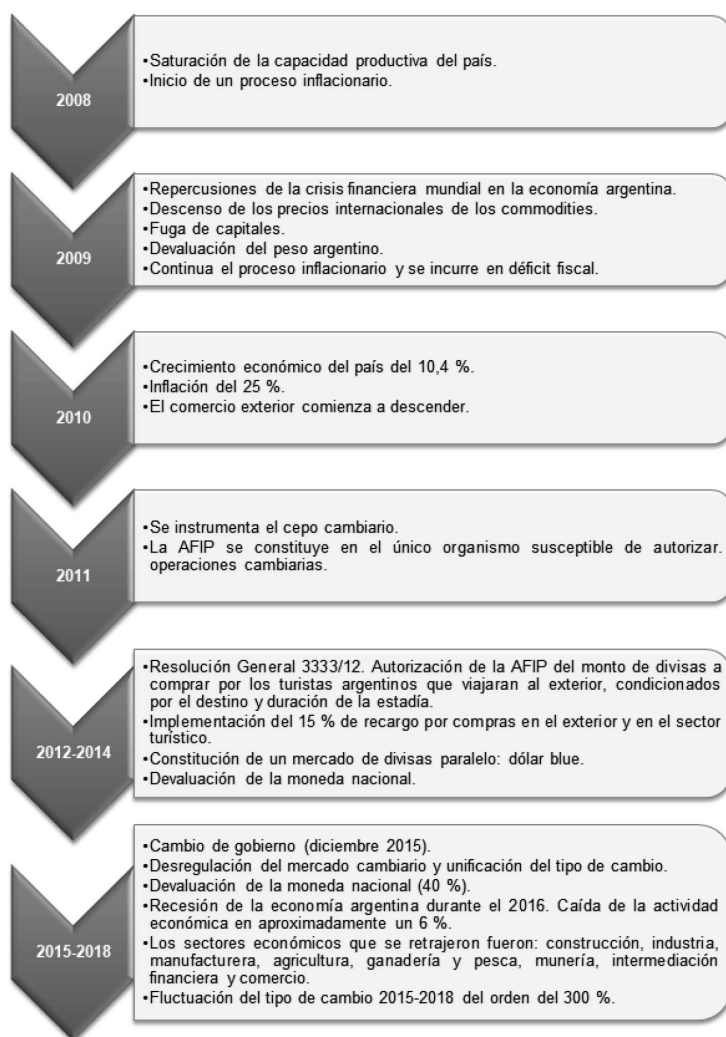 2008
•Saturación de la capacidad productiva del país.
•Inicio de un proceso inflacionario.
2009
•Repercusiones de la crisis financiera mundial en la economía argentina.
•Descenso de los precios internacionales de los commodities.
•Fuga de capitales.
•Devaluación del peso argentino.
•Continua el proceso inflacionario y se incurre en déficit fiscal.
2010
•Crecimiento económico del país del 10,4 %.
•Inflación del 25 %.
•El comercio exterior comienza a descender.
2011
•Se instrumenta el cepo cambiario.
•La AFIP se constituye en el único organismo susceptible de autorizar.
operaciones cambiarias.
2012-2014
•Resolución General 3333/12. Autorización de la AFIP del monto de divisas a
comprar por los turistas argentinos que viajaran al exterior, condicionados
por el destino y duración de la estadía.
•Implementación del 15 % de recargo por compras en el exterior y en el sector
turístico.
•Constitución de un mercado de divisas paralelo: dólar blue.
•Devaluación de la moneda nacional.
2015-2018
•Cambio de gobierno (diciembre 2015).
•Desregulación del mercado cambiario y unificación del tipo de cambio.
•Devaluación de la moneda nacional (40 %).
•Recesión de la economía argentina durante el 2016. Caída de la actividad
económica en aproximadamente un 6 %.
•Los sectores económicos que se retrajeron fueron: construcción, industria,
manufacturera, agricultura, ganadería y pesca, munería, intermediación
financiera y comercio.
•Fluctuación del tipo de cambio 2015-2018 del orden del 300 %.